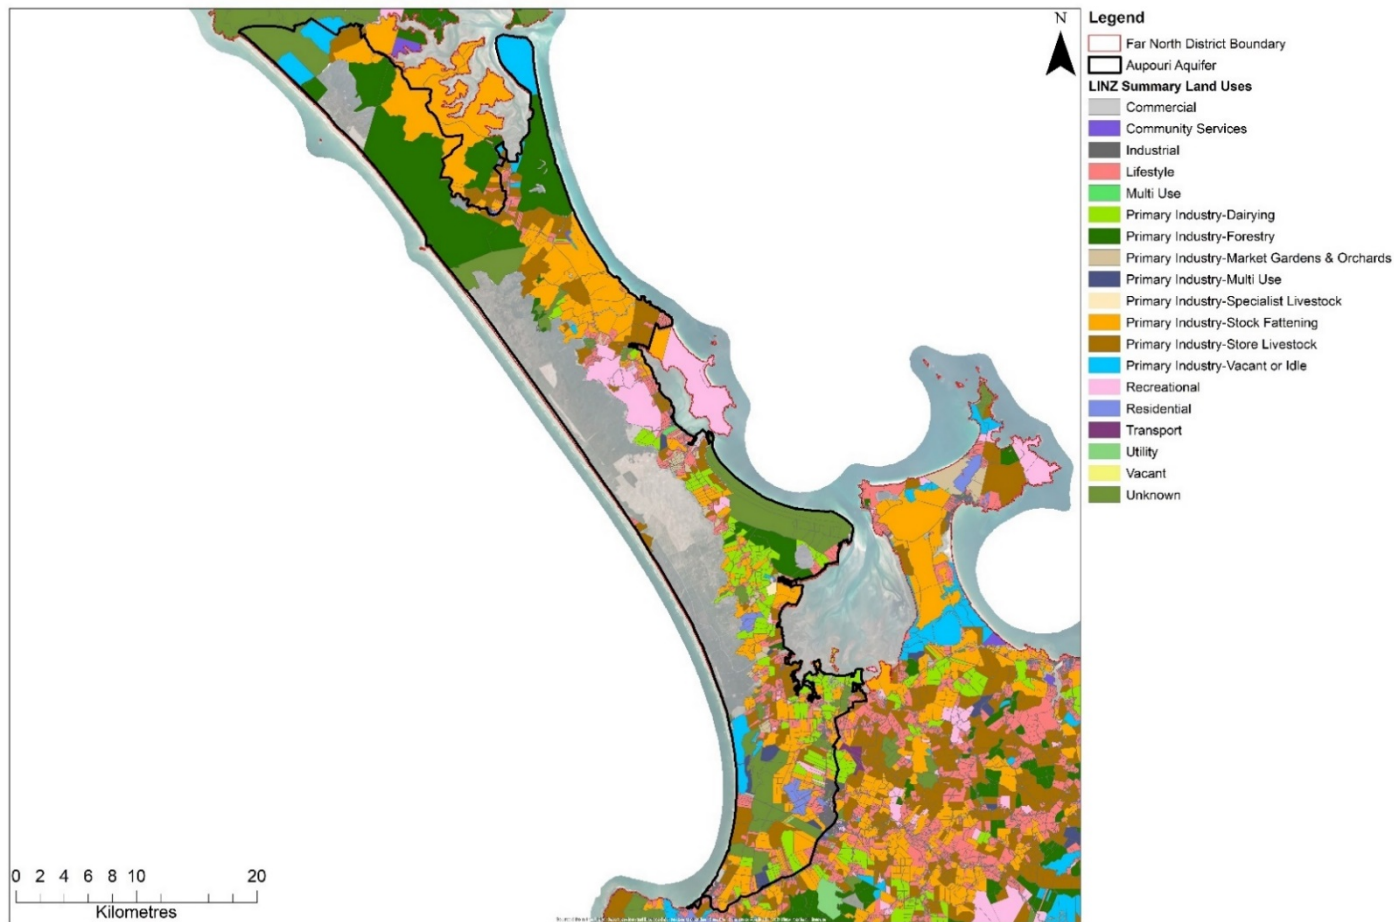 N
Legend
Far North District Boundary
Aupouri Aquifer
LINZ Summary Land Uses
Commercial
Community Services
Industrial
Lifestyle
Multi Use
Primary Industry-Dairying
Primary Industry-Forestry
Primary Industry-Market Gardens & Orchards
Primary Industry-Multi Use
Primary Industry-Specialist Livestock
Primary Industry-Stock Fattening
Primary Industry-Store Livestock
Primary Industry-Vacant or Idle
Recreational
Residential
Transport
Utility
Vacant
Unknown
0 2 4 6 8 10 20
Kilometres